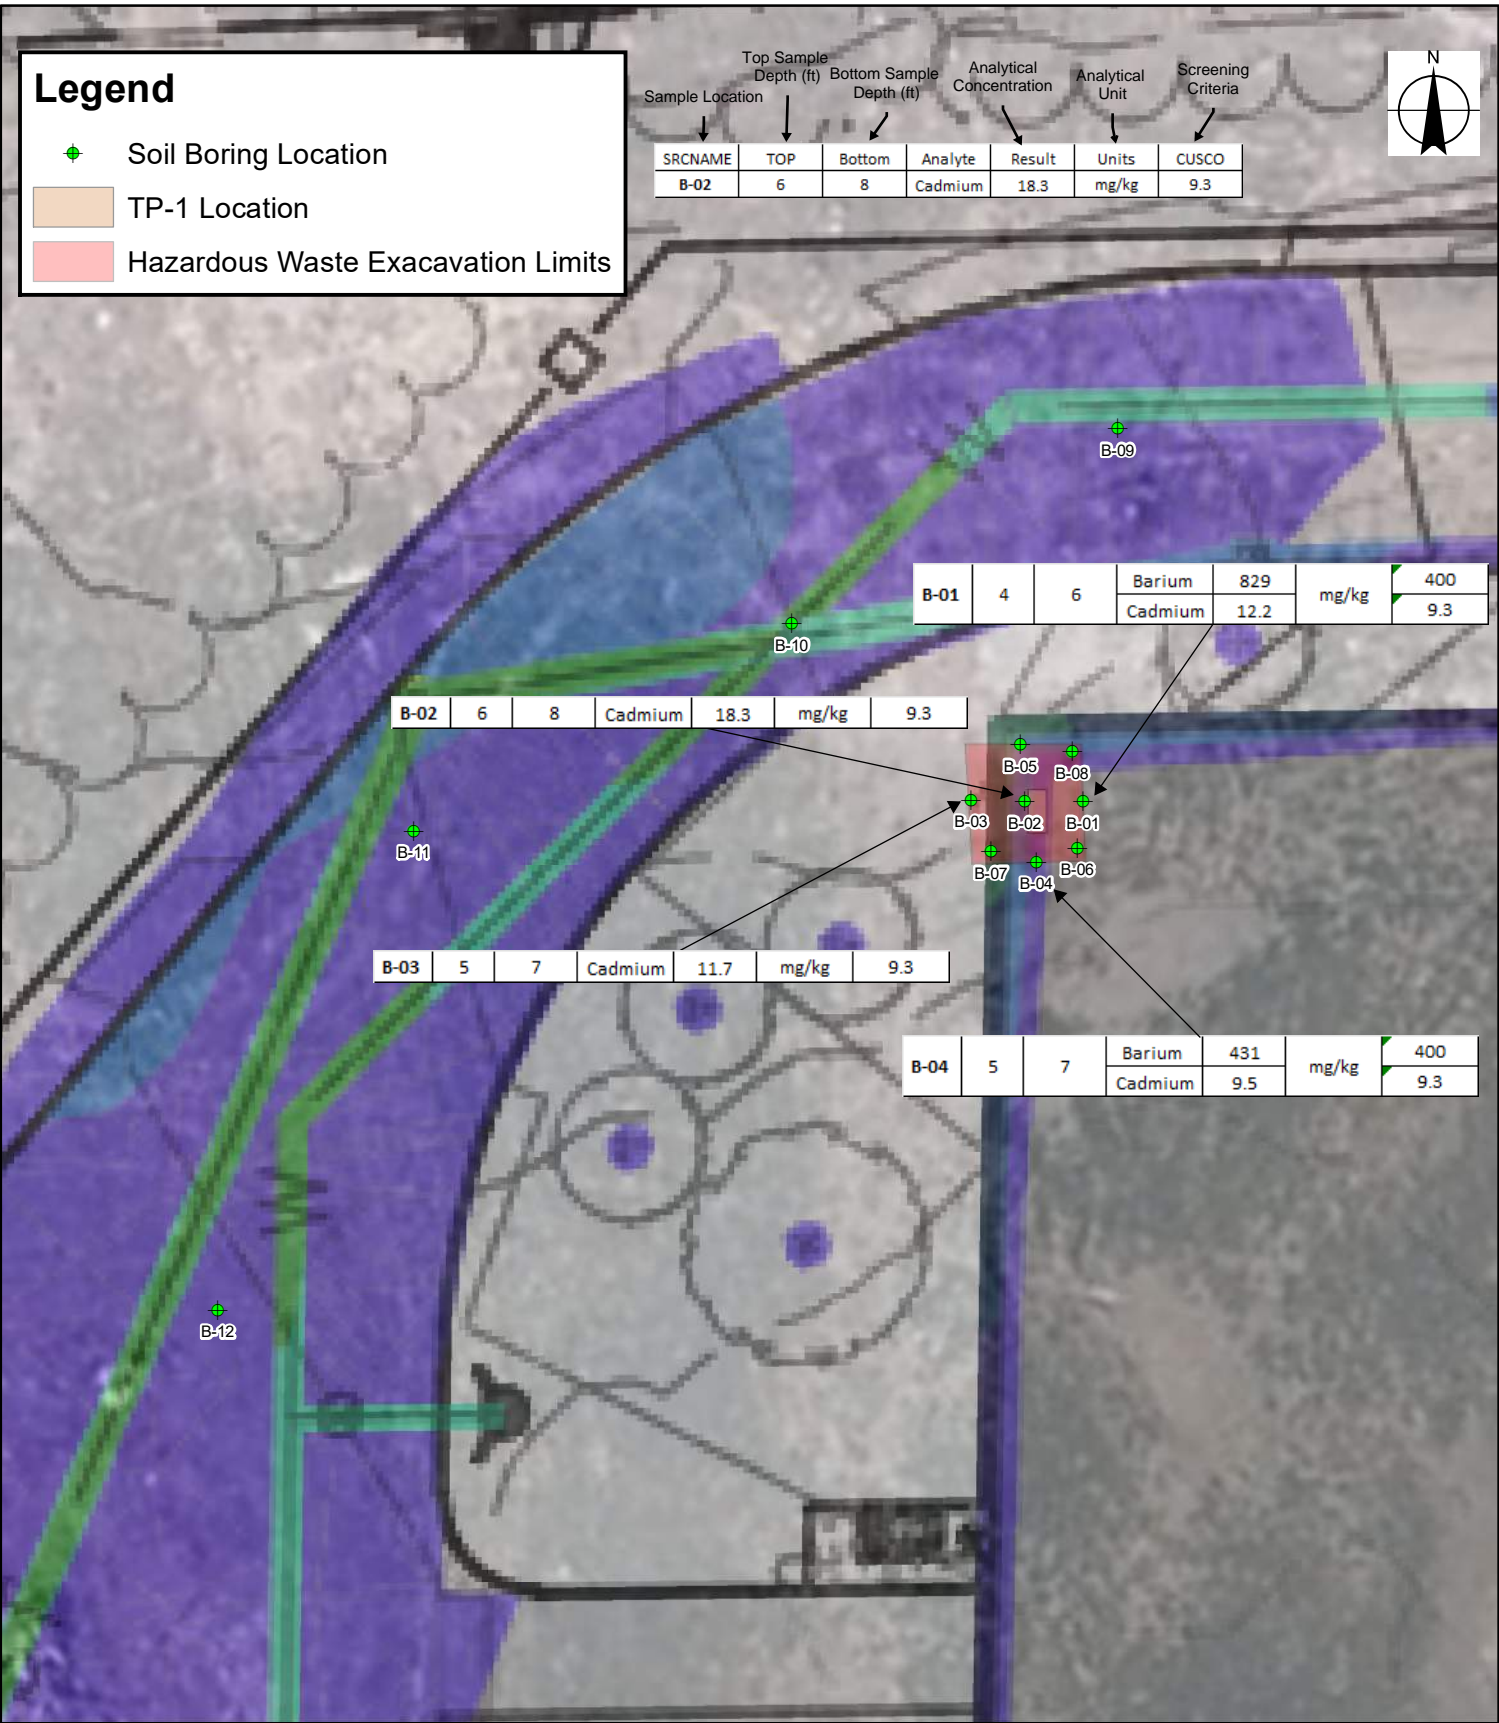 Legend
Soil Boring Location
TP-1 Location
Hazardous Waste Exacavation Limits
Sample Location
Top Sample
Depth (ft)
Bottom Sample
Depth (ft)
Analytical
Concentration
Analytical
Unit
Screening
Criteria
N
SRCNAME TOP Bottom Analyte Result Units CUSCO
B-02 6 8 Cadmium 18.3 mg/kg 9.3
B-09
B-01 4 6 Barium 829 mg/kg 400
Cadmium 12.2 9.3
B-10
B-02 6 8 Cadmium 18.3 mg/kg 9.3
B-05
B-08
B-03
B-02
B-01
B-11
B-07
B-04
B-06
B-03 5 7 Cadmium 11.7 mg/kg 9.3
B-04 5 7 Barium 431 mg/kg 400
Cadmium 9.5 9.3
B-12